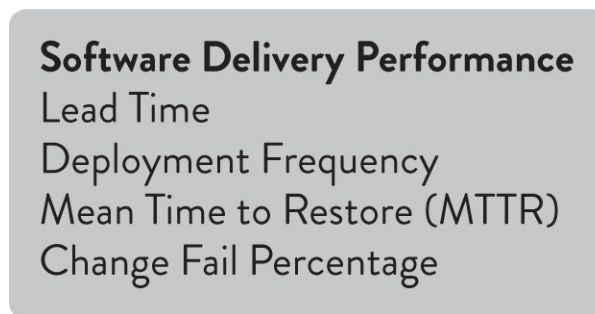 Software Delivery Performance
Lead Time
Deployment Frequency
Mean Time to Restore (MTTR)
Change Fail Percentage